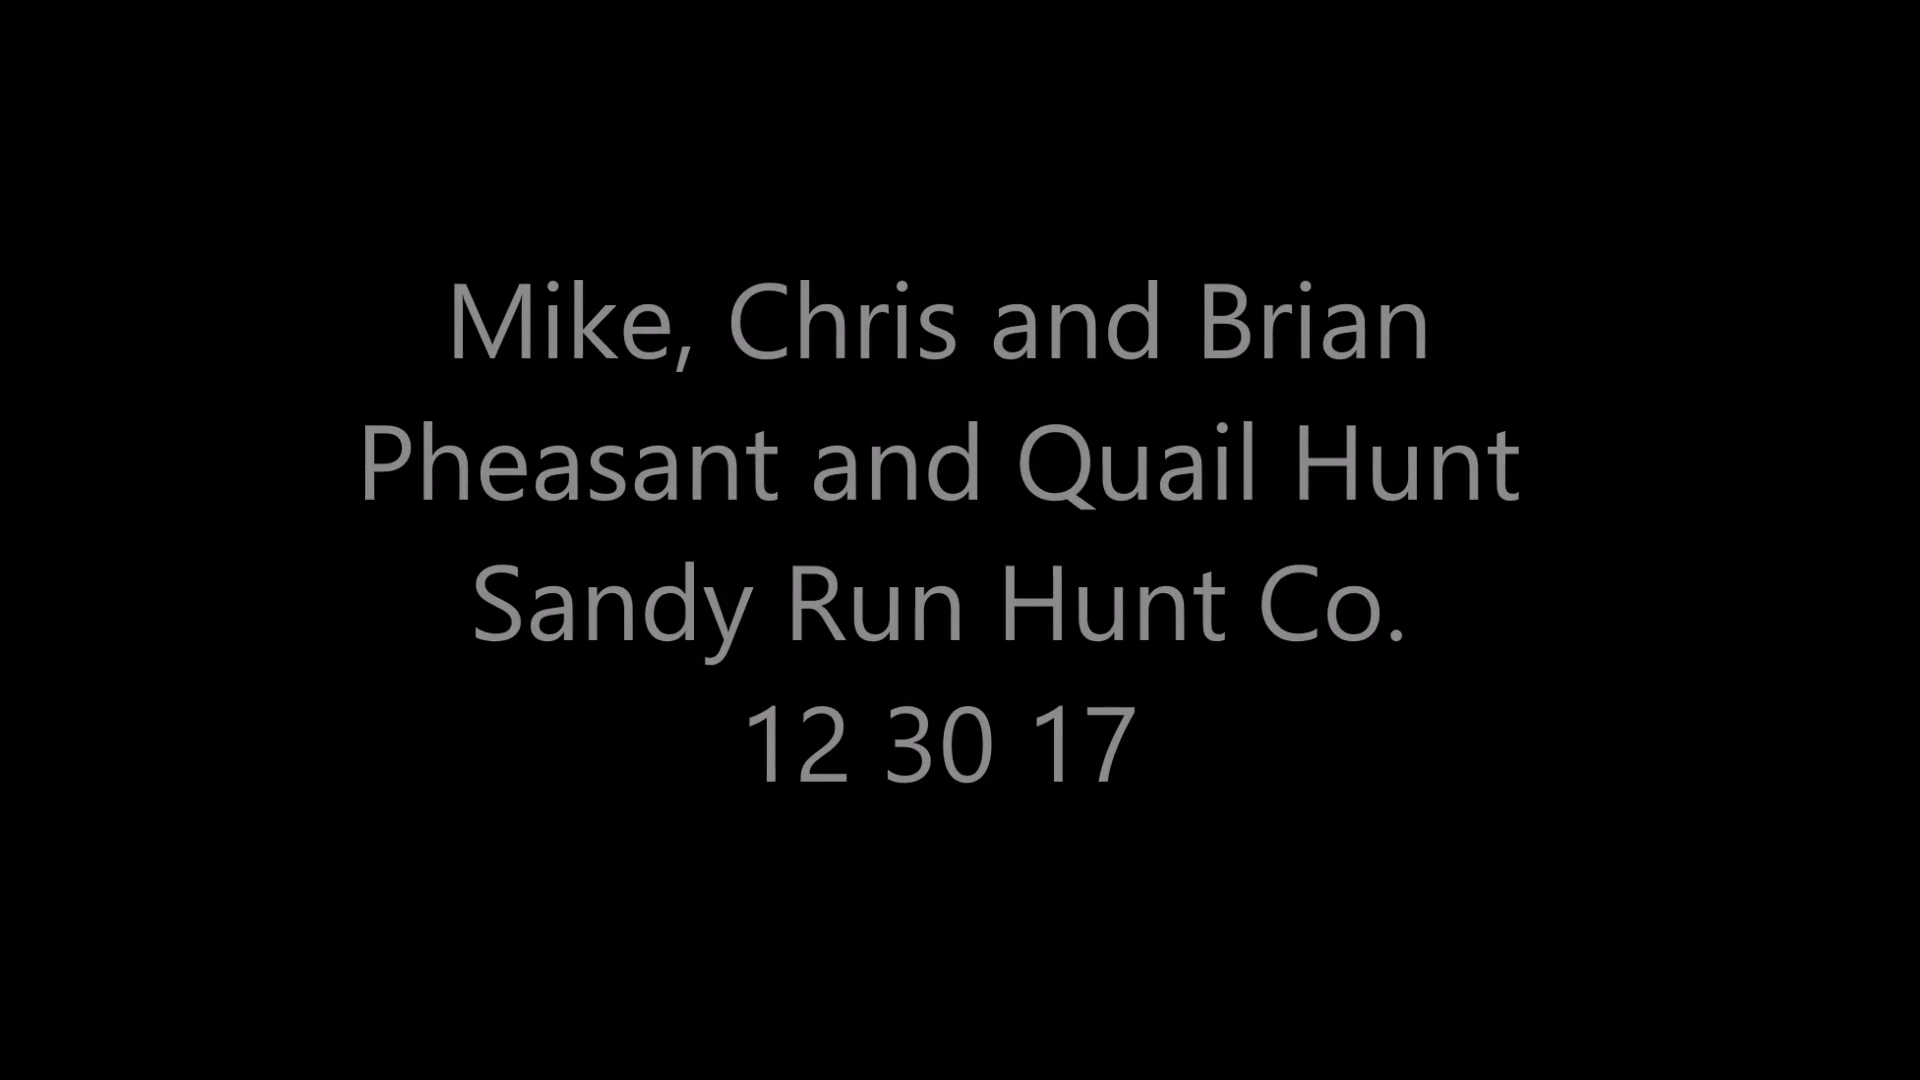 Mike, Chris and Brian
Pheasant and Quail Hunt
Sandy Run Hunt Co.
12 30 17